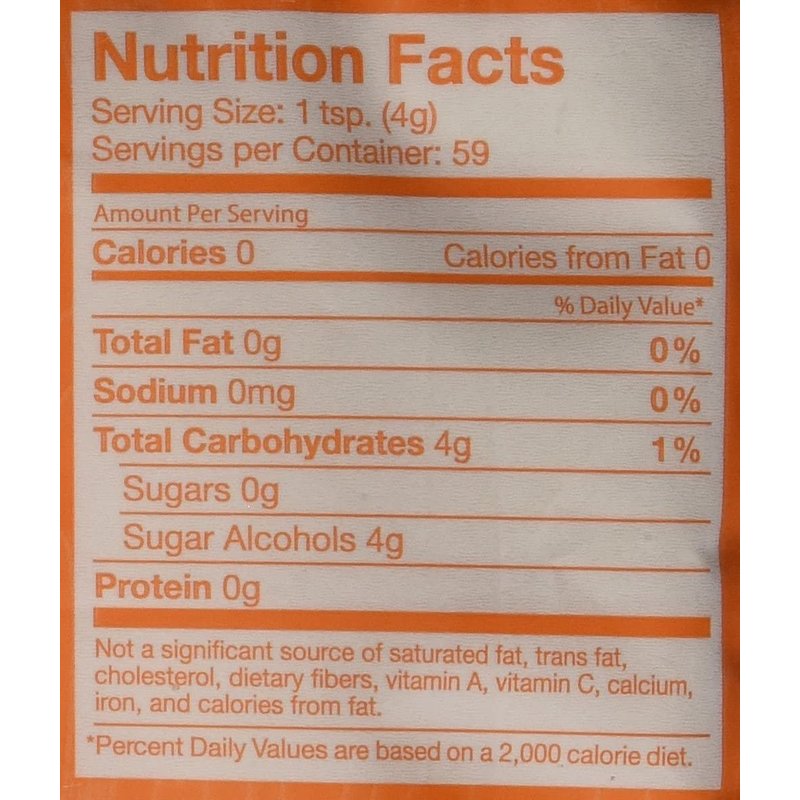 Nutrition Facts
Serving Size: 1 tsp. (4g)
Servings per Container: 59
Amount Per Serving
Calories 0 Calories from Fat 0
% Daily Value*
Total Fat 0g 0%
Sodium 0mg 0%
Total Carbohydrates 4g 1%
Sugars 0g
Sugar Alcohols 4g
Protein 0g
Not a significant source of saturated fat, trans fat,
cholesterol, dietary fibers, vitamin A, vitamin C, calcium,
iron, and calories from fat.
*Percent Daily Values are based on a 2,000 calorie diet.